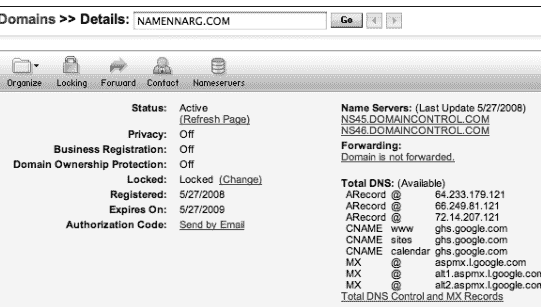 Domains >> Details: NAMENNARG.COM Go
Organize Locking Forward Contact Nameservers
Status: Active
(Refresh Page)
Privacy: Off
Business Registration: Off
Domain Ownership Protection: Off
Locked: Locked (Change)
Registered: 5/27/2008
Expires On: 5/27/2009
Authorization Code: Send by Email
Name Servers: (Last Update 5/27/2008)
NS45.DOMAINCONTROL.COM
NS46.DOMAINCONTROL.COM
Forwarding:
Domain is not forwarded.
Total DNS: (Available)
ARecord @ 64.233.179.121
ARecord @ 66.249.81.121
ARecord @ 72.14.207.121
CNAME www ghs.google.com
CNAME sites ghs.google.com
CNAME calendar ghs.google.com
MX @ aspmx.l.google.com
MX @ alt1.aspmx.l.google.com
MX @ alt2.aspmx.l.google.com
Total DNS Control and MX Records